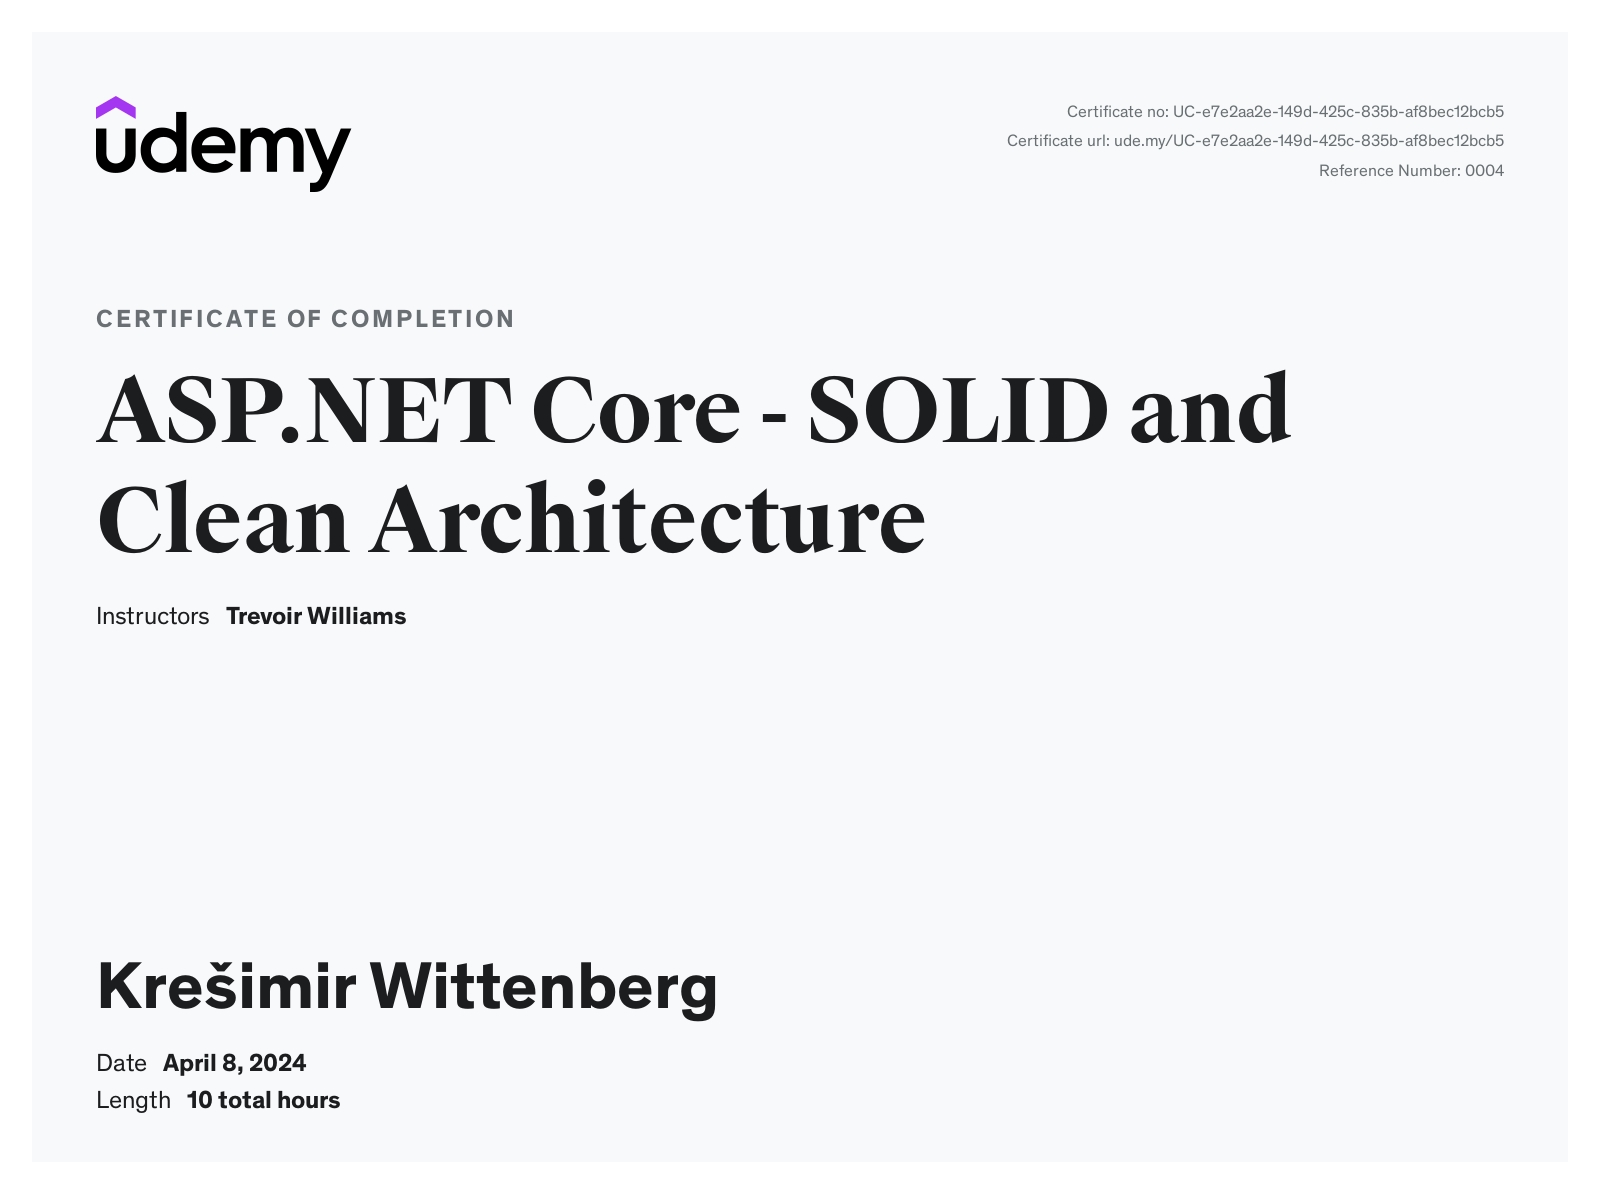 udemy
Certificate no: UC-e7e2aa2e-149d-425c-835b-af8bec12bcb5
Certificate url: ude.my/UC-e7e2aa2e-149d-425c-835b-af8bec12bcb5
Reference Number: 0004
CERTIFICATE OF COMPLETION
ASP.NET Core - SOLID and
Clean Architecture
Instructors Trevoir Williams
Krešimir Wittenberg
Date April 8, 2024
Length 10 total hours